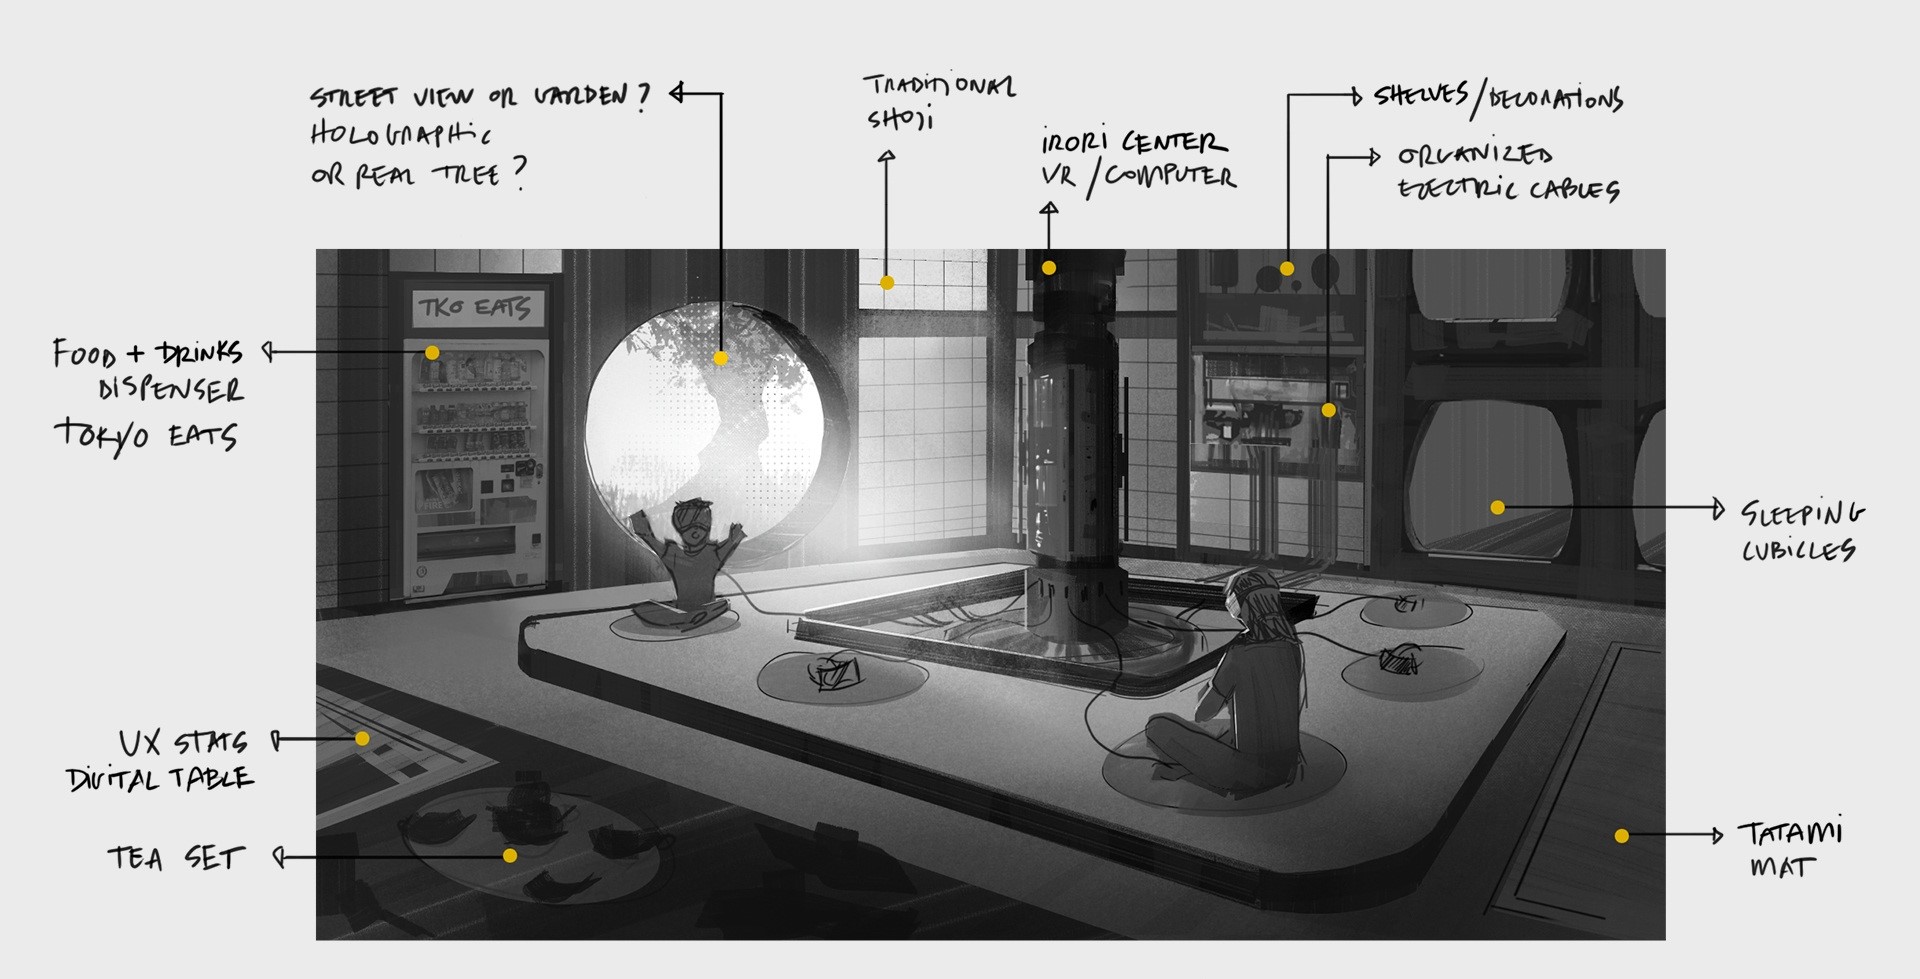 STREET VIEW OR GARDEN?
HOLOGRAPHIC
OR REAL TREE?
TRADITIONAL
SHOJI
IRORI CENTER
VR / COMPUTER
SHELVES/DECORATIONS
ORGANIZED
ELECTRIC CABLES
TKO EATS
FOOD + DRINKS
DISPENSER
TOKYO EATS
FIRE
SLEEPING
CUBICLES
UX STATS
DIGITAL TABLE
TEA SET
TATAMI
MAT